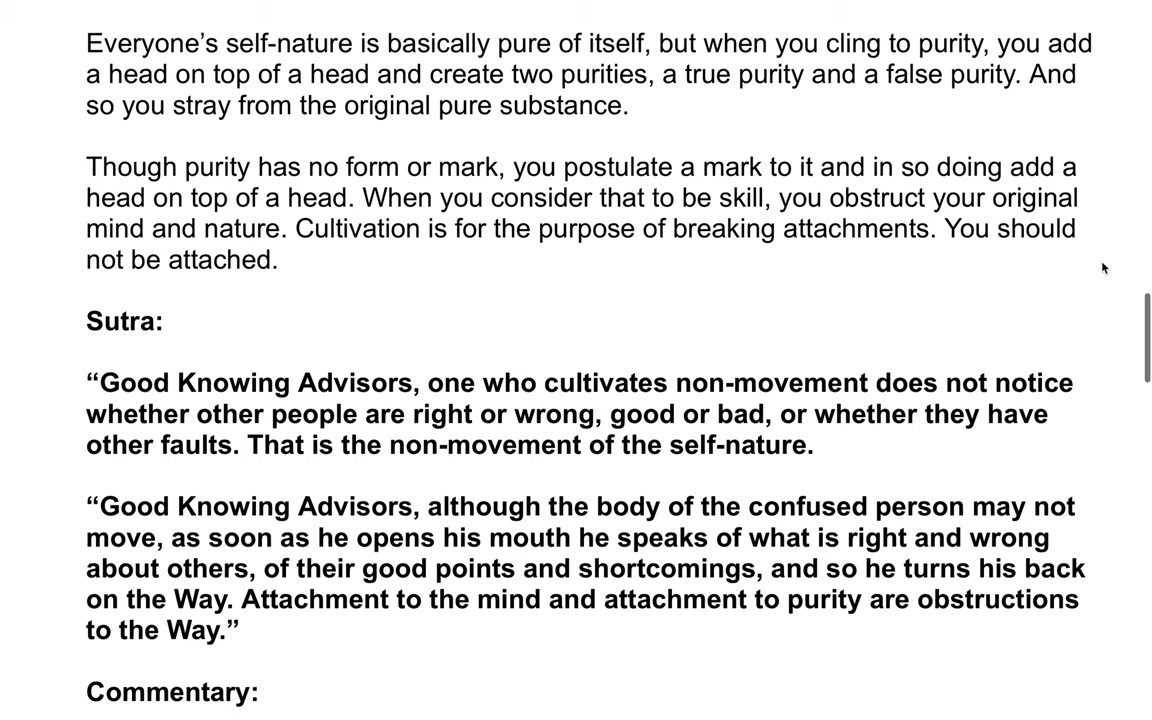 Everyone’s self-nature is basically pure of itself, but when you cling to purity, you add
a head on top of a head and create two purities, a true purity and a false purity. And
so you stray from the original pure substance.
Though purity has no form or mark, you postulate a mark to it and in so doing add a
head on top of a head. When you consider that to be skill, you obstruct your original
mind and nature. Cultivation is for the purpose of breaking attachments. You should
not be attached.
Sutra:
“Good Knowing Advisors, one who cultivates non-movement does not notice
whether other people are right or wrong, good or bad, or whether they have
other faults. That is the non-movement of the self-nature.
“Good Knowing Advisors, although the body of the confused person may not
move, as soon as he opens his mouth he speaks of what is right and wrong
about others, of their good points and shortcomings, and so he turns his back
on the Way. Attachment to the mind and attachment to purity are obstructions
to the Way.”
Commentary: